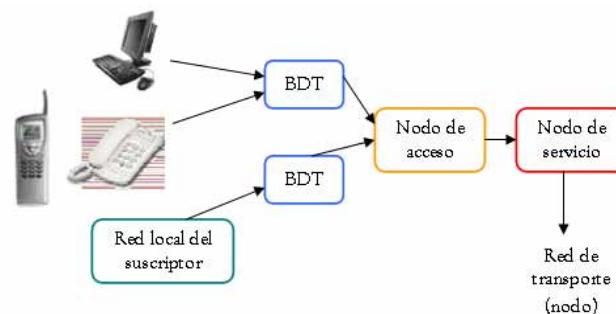 BDT
Nodo de
acceso
Nodo de
servicio
BDT
Red local del
suscriptor
Red de
transporte
(nodo)